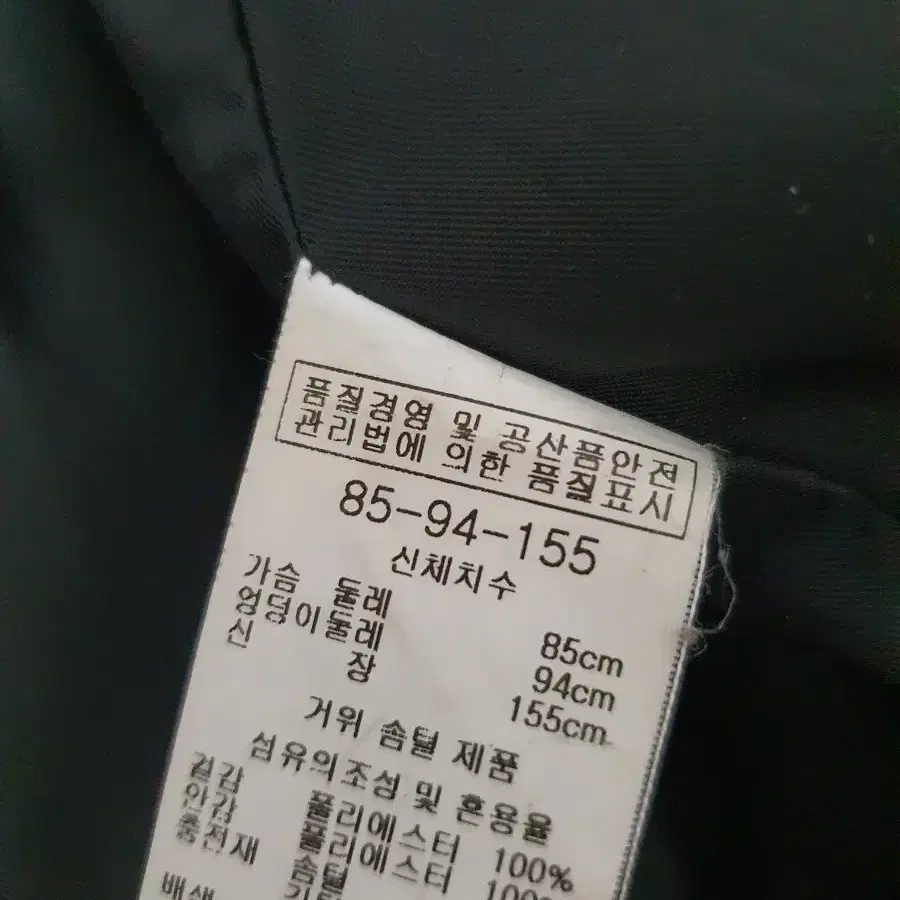 품질경영 및 공산품안전
관리법에 의한 품질표시
85-94-155
신체치수
가슴 둘레 85cm
엉덩이둘레 94cm
신 장 155cm
거위 솜털 제품
섬유의조성 및 혼용율
겉감 폴리에스터 100%
안감 폴리에스터
충전재 솜털
배색